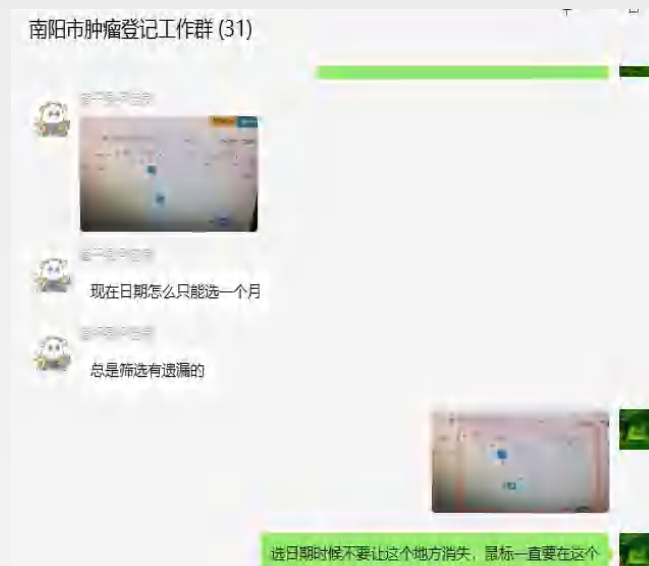 南阳市肿瘤登记工作群 (31)
现在日期怎么只能选一个月
总是筛选有遗漏的
选日期时候不要让这个地方消失，鼠标一直要在这个